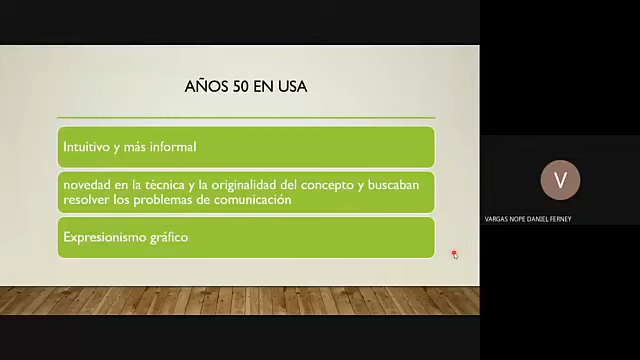 AÑOS 50 EN USA
Intuitivo y más informal
novedad en la técnica y la originalidad del concepto y buscaban
resolver los problemas de comunicación
Expresionismo gráfico
V
VARGAS NOPE DANIEL FERNEY